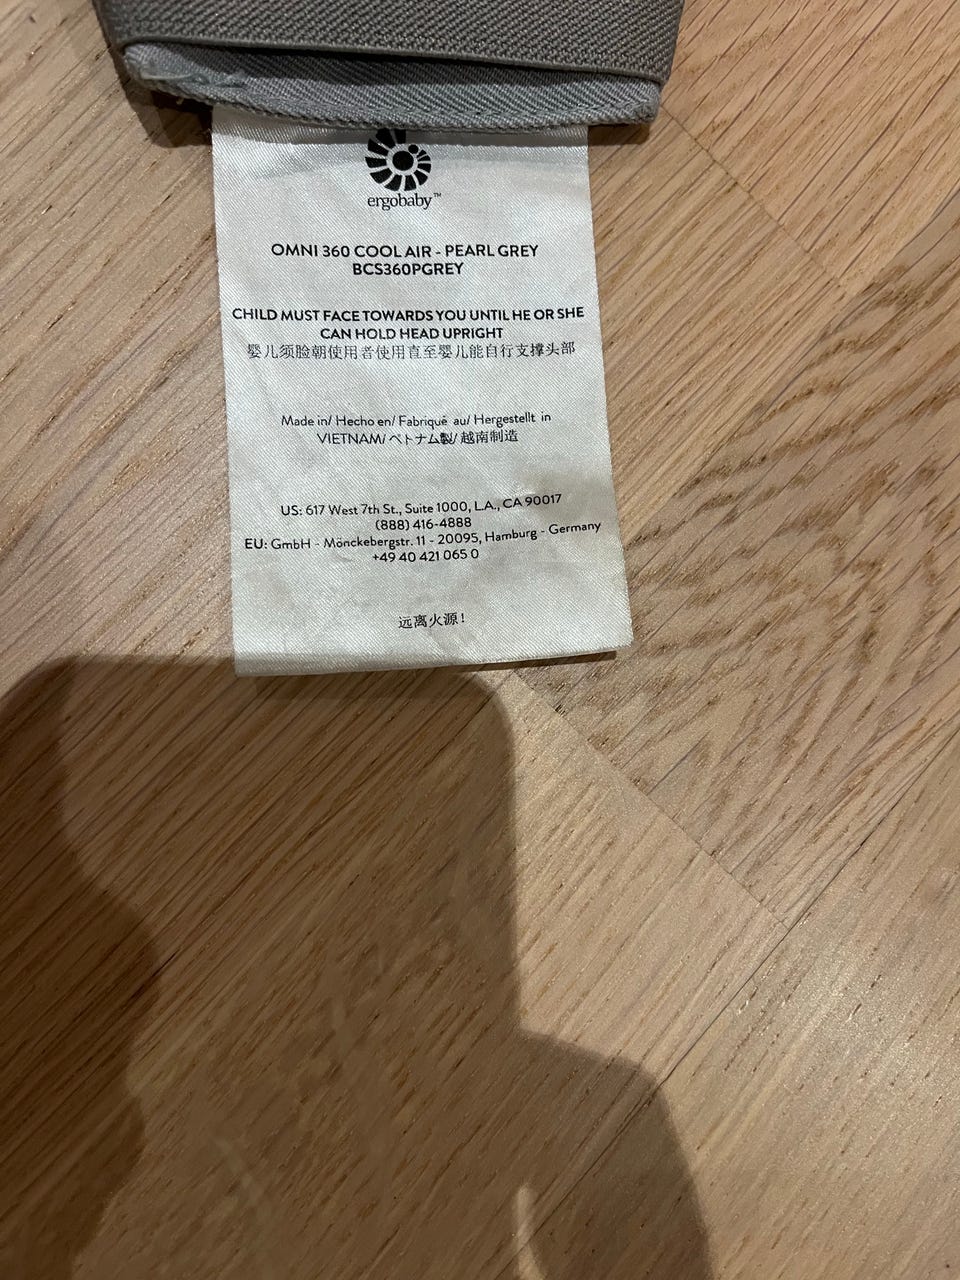 ergobaby™
OMNI 360 COOL AIR - PEARL GREY
BCS360PGREY
CHILD MUST FACE TOWARDS YOU UNTIL HE OR SHE
CAN HOLD HEAD UPRIGHT
婴儿须脸朝使用者使用直至婴儿能自行支撑头部
Made in/ Hecho en/ Fabriqué au/ Hergestellt in
VIETNAM/ ベトナム製/ 越南制造
US: 617 West 7th St., Suite 1000, L.A., CA 90017
(888) 416-4888
EU: GmbH - Mönckebergstr. 11 - 20095, Hamburg - Germany
+49 40 421 065 0
远离火源!